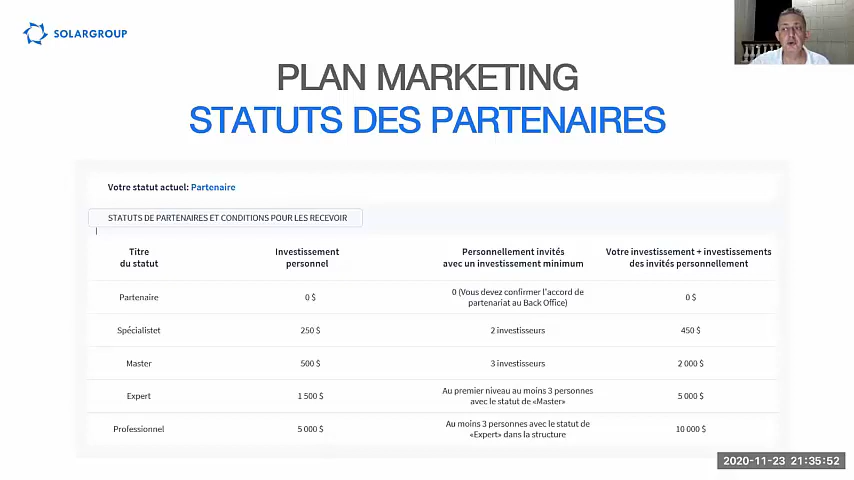 SOLARGROUP
PLAN MARKETING
STATUTS DES PARTENAIRES
Votre statut actuel: Partenaire
STATUTS DE PARTENAIRES ET CONDITIONS POUR LES RECEVOIR
Titre
du statut
Investissement
personnel
Personnellement invités
avec un investissement minimum
Votre investissement + investissements
des invités personnellement
Partenaire
0 $
0 (Vous devez confirmer l'accord de
partenariat au Back Office)
0 $
Spécialistet
250 $
2 investisseurs
450 $
Master
500 $
3 investisseurs
2 000 $
Expert
1 500 $
Au premier niveau au moins 3 personnes
avec le statut de «Master»
5 000 $
Professionnel
5 000 $
Au moins 3 personnes avec le statut de
«Expert» dans la structure
10 000 $
2020-11-23 21:35:52